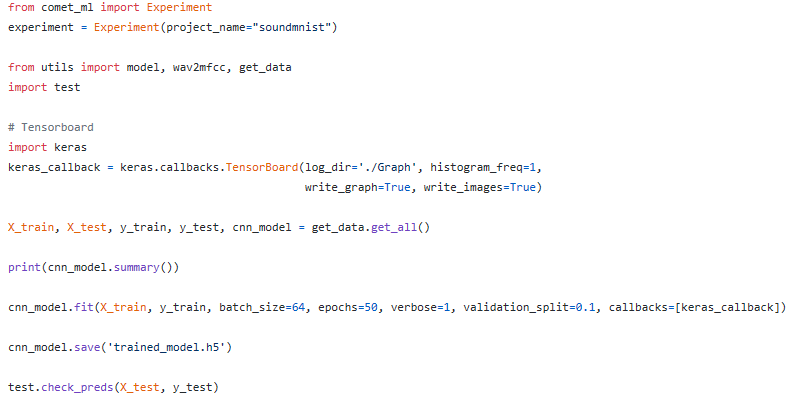 from comet_ml import Experiment
experiment = Experiment(project_name="soundmnist")
from utils import model, wav2mfcc, get_data
import test
# Tensorboard
import keras
keras_callback = keras.callbacks.TensorBoard(log_dir='./Graph', histogram_freq=1,
write_graph=True, write_images=True)
X_train, X_test, y_train, y_test, cnn_model = get_data.get_all()
print(cnn_model.summary())
cnn_model.fit(X_train, y_train, batch_size=64, epochs=50, verbose=1, validation_split=0.1, callbacks=[keras_callback])
cnn_model.save('trained_model.h5')
test.check_preds(X_test, y_test)